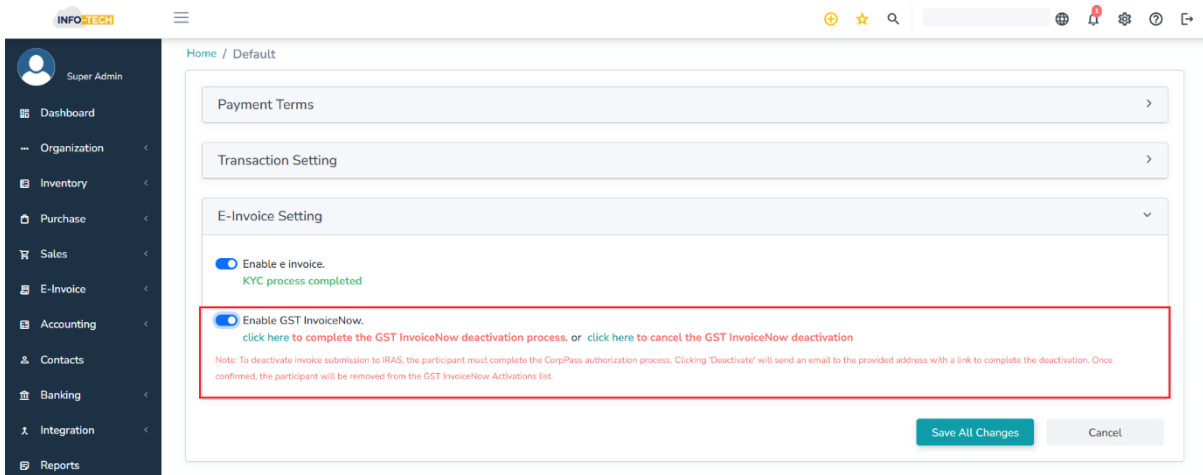 INFO-TECH
1
Super Admin
Dashboard
Organization
Inventory
Purchase
Sales
E-Invoice
Accounting
Contacts
Banking
Integration
Reports
Home / Default
Payment Terms
Transaction Setting
E-Invoice Setting
Enable e invoice.
KYC process completed
Enable GST InvoiceNow.
click here to complete the GST InvoiceNow deactivation process. or click here to cancel the GST InvoiceNow deactivation
Note: To deactivate invoice submission to IRAS, the participant must complete the CorpPass authorization process. Clicking 'Deactivate' will send an email to the provided address with a link to complete the deactivation. Once
confirmed, the participant will be removed from the GST InvoiceNow Activations list.
Save All Changes
Cancel